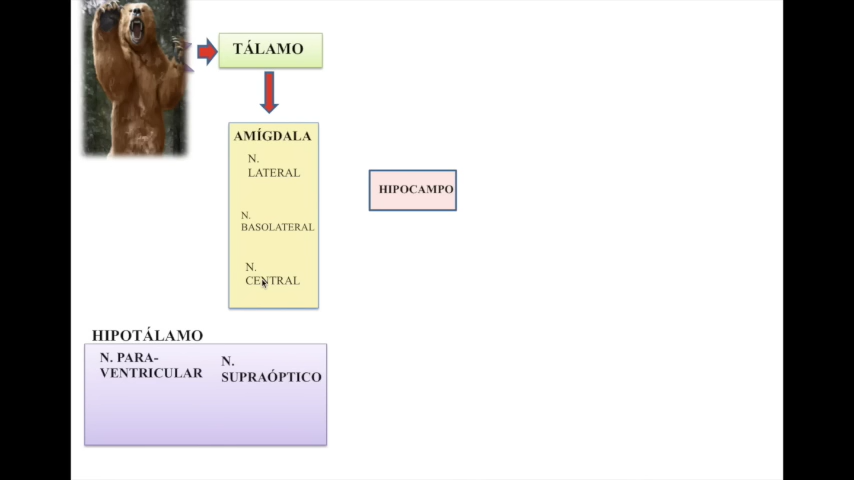 TÁLAMO
AMÍGDALA
N.
LATERAL
HIPOCAMPO
N.
BASOLATERAL
N.
CENTRAL
HIPOTÁLAMO
N. PARA-
VENTRICULAR
N.
SUPRAÓPTICO